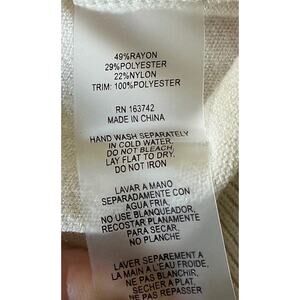 49%RAYON
29%POLYESTER
22%NYLON
TRIM: 100%POLYESTER
RN 163742
MADE IN CHINA
HAND WASH SEPARATELY
IN COLD WATER.
DO NOT BLEACH,
LAY FLAT TO DRY.
DO NOT IRON
LAVAR A MANO
SEPARADAMENTE CON
AGUA FRIA,
NO USE BLANQUEADOR,
RECOSTAR PLANAMENTE
PARA SECAR,
NO PLANCHE
LAVER SEPAREMENT A
LA MAIN A L'EAU FROIDE,
NE PAS BLANCHIR,
SECHER A PLAT,
NE PAS REPASSER